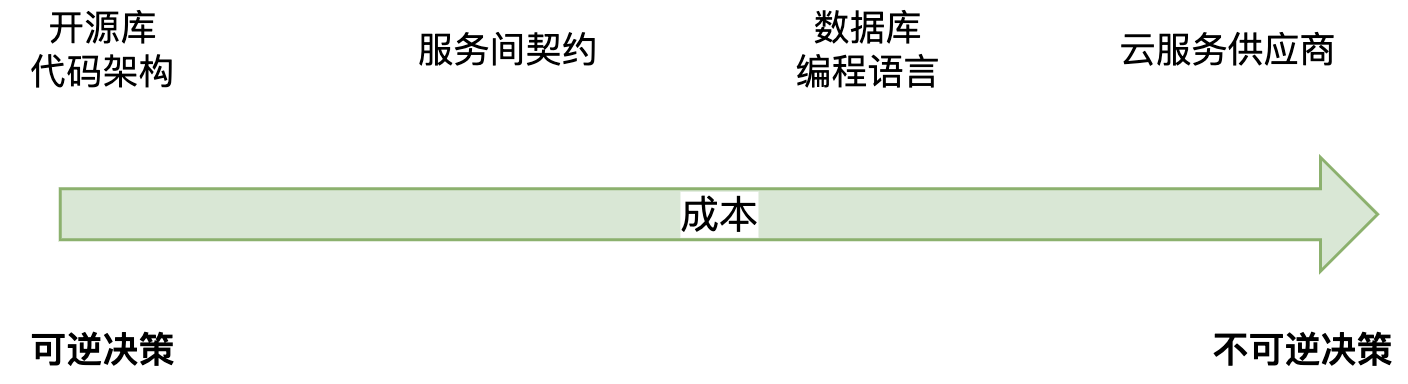 开源库
代码架构
服务间契约
数据库
编程语言
云服务供应商
成本
可逆决策
不可逆决策